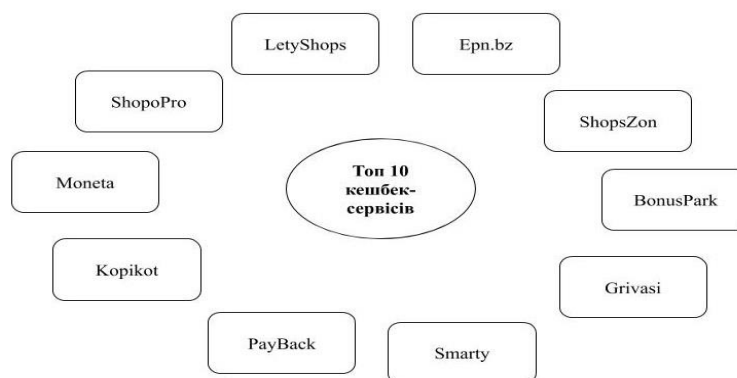 LetyShops
Epn.bz
ShopoPro
ShopsZon
Moneta
Топ 10
кешбек-
сервісів
BonusPark
Kopikot
Grivasi
PayBack
Smarty